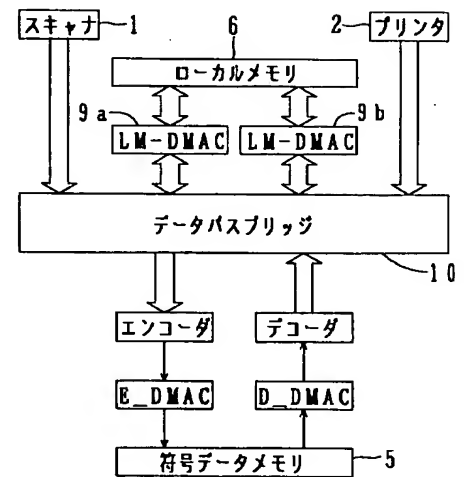 スキャナ 1
2 プリンタ
6
ローカルメモリ
9a 9b
LM-DMAC LM-DMAC
データパスブリッジ
10
エンコーダ デコーダ
E_DMAC D_DMAC
符号データメモリ 5